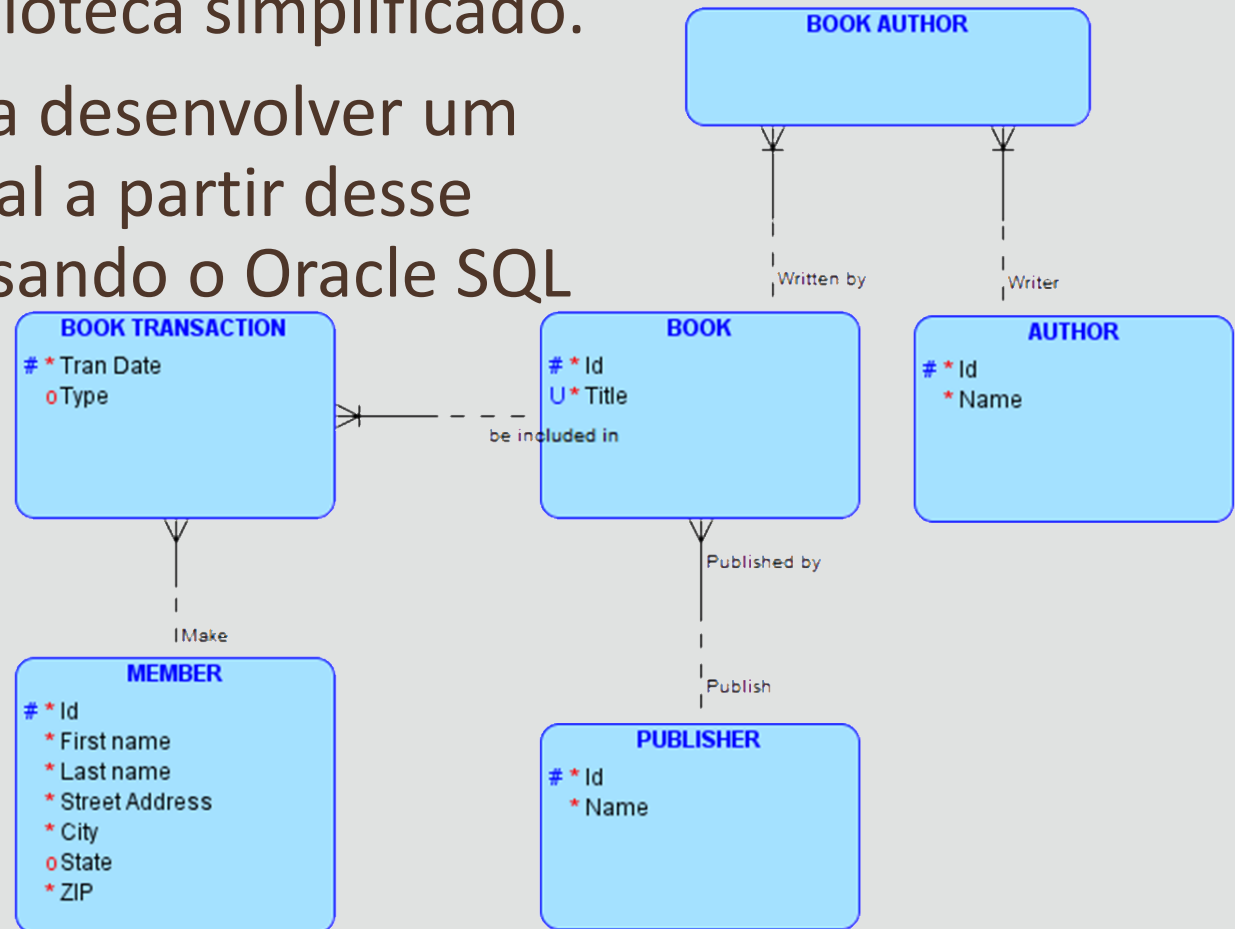 lioteca simplificado.
a desenvolver um
al a partir desse
sando o Oracle SQL
BOOK AUTHOR
Written by
Writer
BOOK TRANSACTION
# * Tran Date
o Type
be included in
BOOK
# * Id
U * Title
AUTHOR
# * Id
* Name
Make
Published by
Publish
MEMBER
# * Id
* First name
* Last name
* Street Address
* City
o State
* ZIP
PUBLISHER
# * Id
* Name